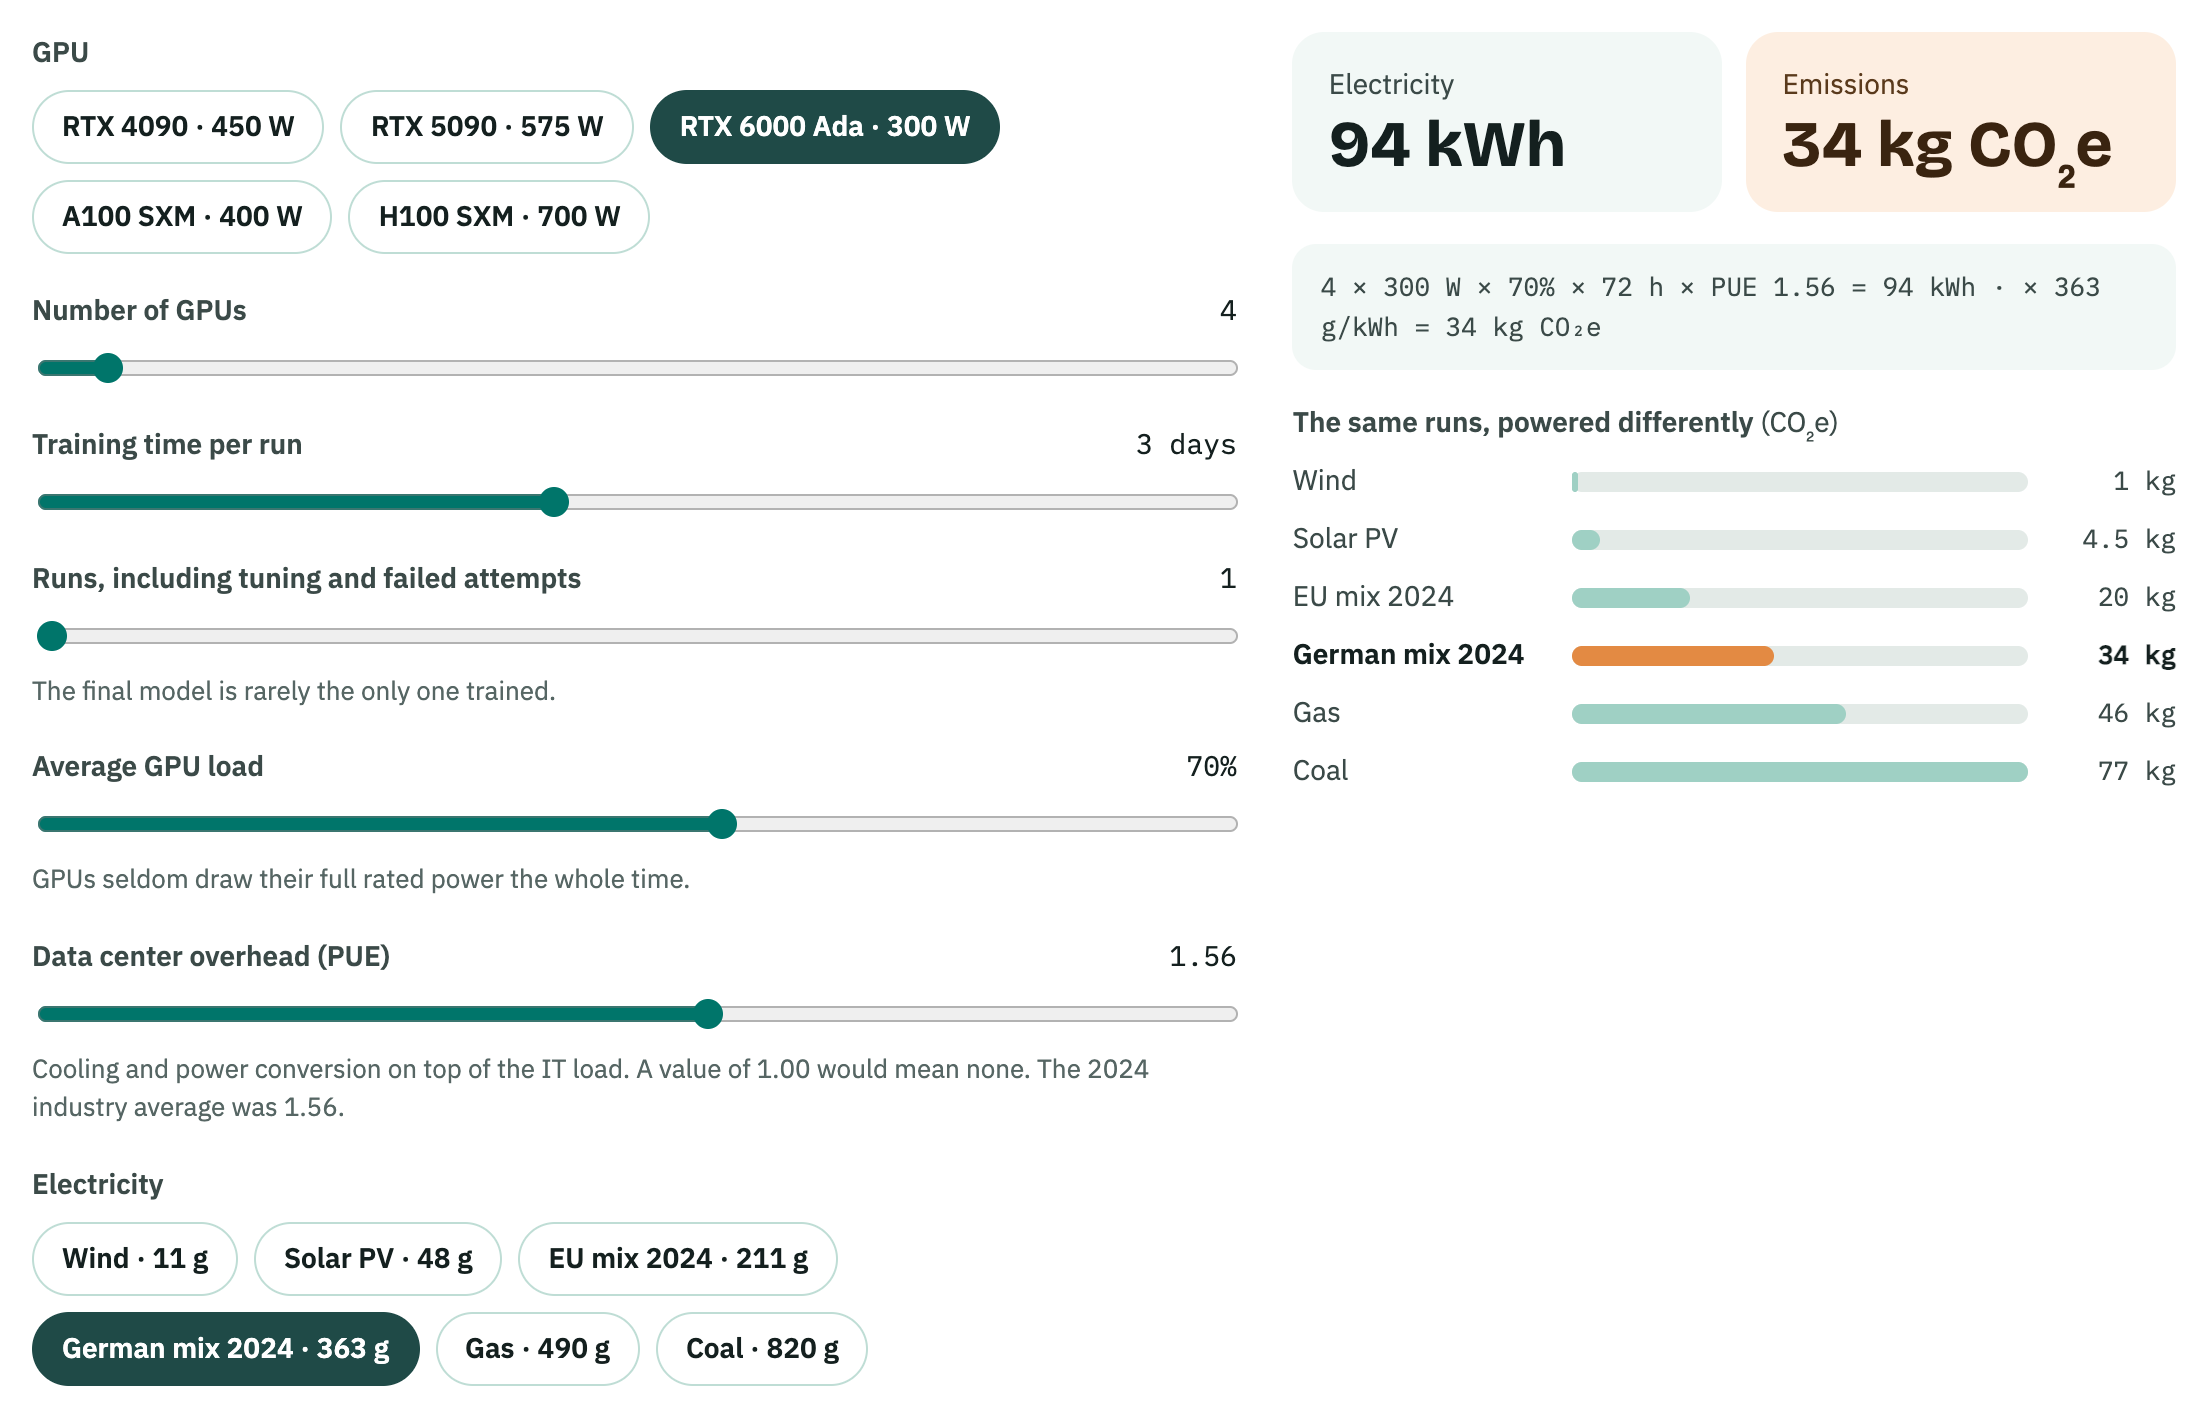 GPU
RTX 4090 · 450 W
RTX 5090 · 575 W
RTX 6000 Ada · 300 W
A100 SXM · 400 W
H100 SXM · 700 W
Number of GPUs
4
Training time per run
3 days
Runs, including tuning and failed attempts
1
The final model is rarely the only one trained.
Average GPU load
70%
GPUs seldom draw their full rated power the whole time.
Data center overhead (PUE)
1.56
Cooling and power conversion on top of the IT load. A value of 1.00 would mean none. The 2024
industry average was 1.56.
Electricity
Wind · 11 g
Solar PV · 48 g
EU mix 2024 · 211 g
German mix 2024 · 363 g
Gas · 490 g
Coal · 820 g
Electricity
94 kWh
Emissions
34 kg CO₂e
4 × 300 W × 70% × 72 h × PUE 1.56 = 94 kWh · × 363
g/kWh = 34 kg CO₂e
The same runs, powered differently (CO₂e)
Wind
1 kg
Solar PV
4.5 kg
EU mix 2024
20 kg
German mix 2024
34 kg
Gas
46 kg
Coal
77 kg